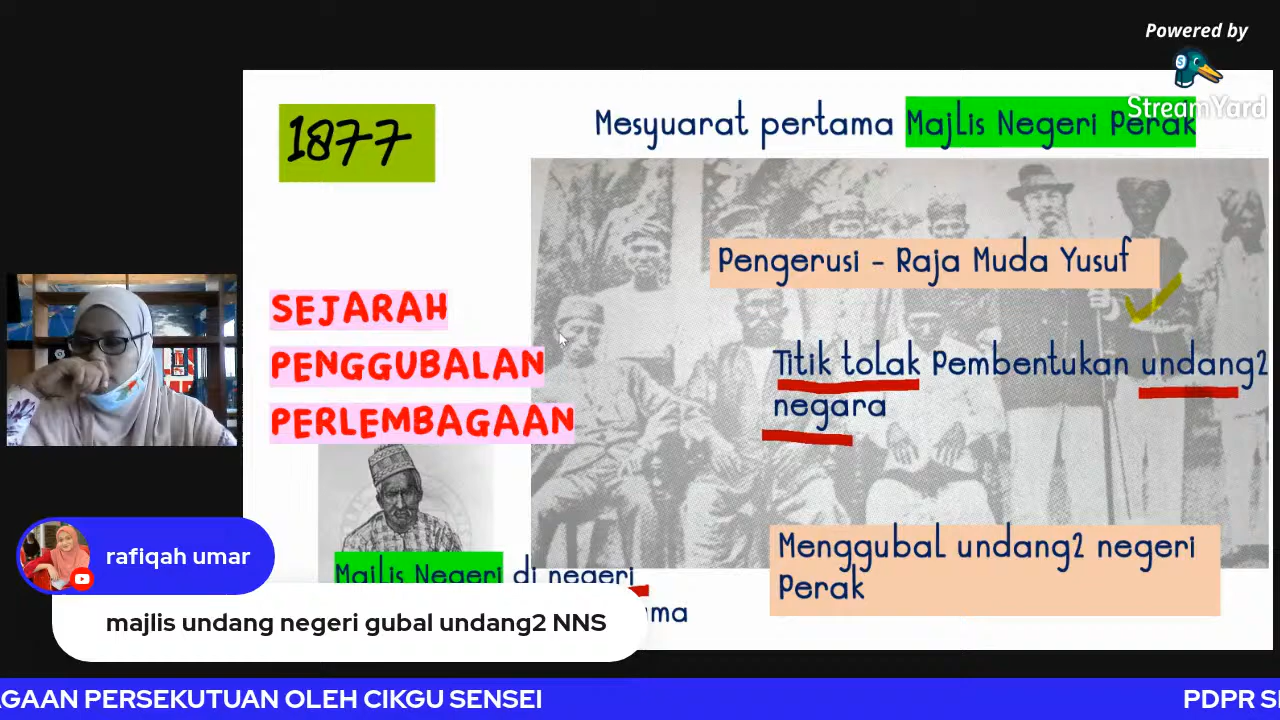 Powered by
StreamYard
1877
Mesyuarat pertama Majlis Negeri Perak
Pengerusi - Raja Muda Yusuf
SEJARAH
PENGGUBALAN
PERLEMBAGAAN
Titik tolak Pembentukan undang2
negara
Menggubal undang2 negeri
Perak
Majlis Negeri di negeri
ma
rafiqah umar
majlis undang negeri gubal undang2 NNS
AGAAN PERSEKUTUAN OLEH CIKGU SENSEI
PDPR S